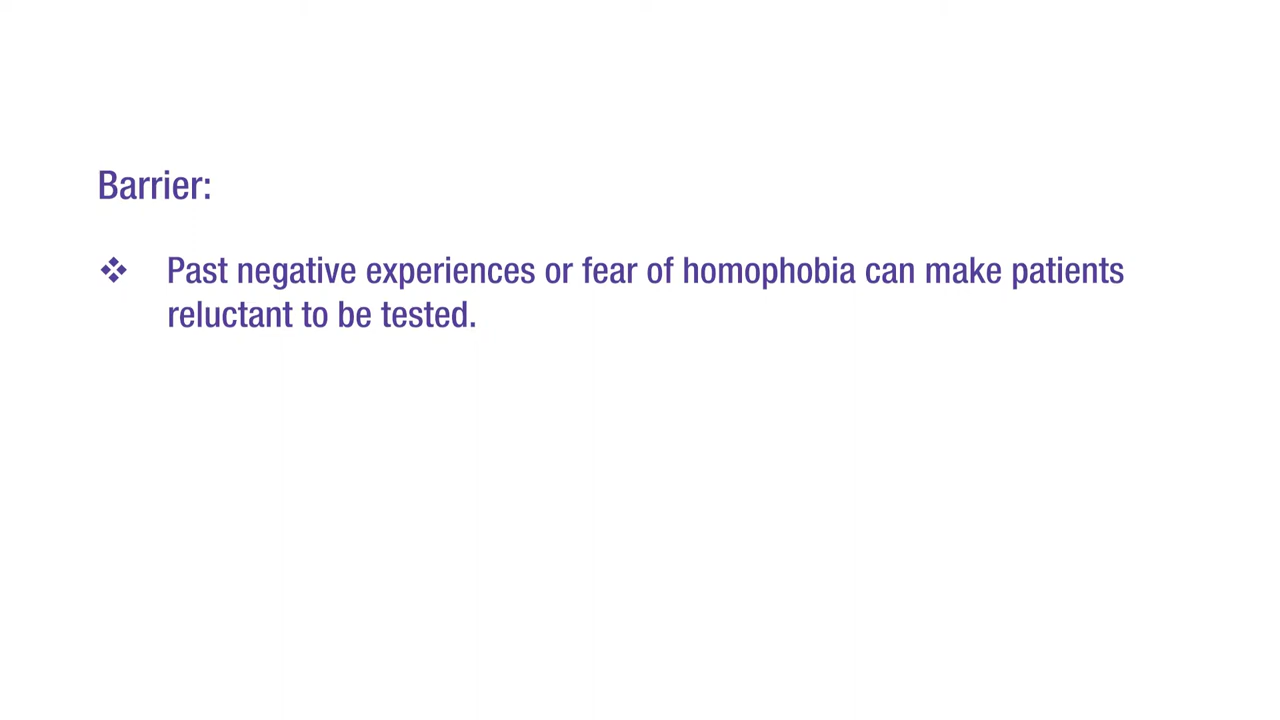 Barrier:
❖ Past negative experiences or fear of homophobia can make patients
reluctant to be tested.